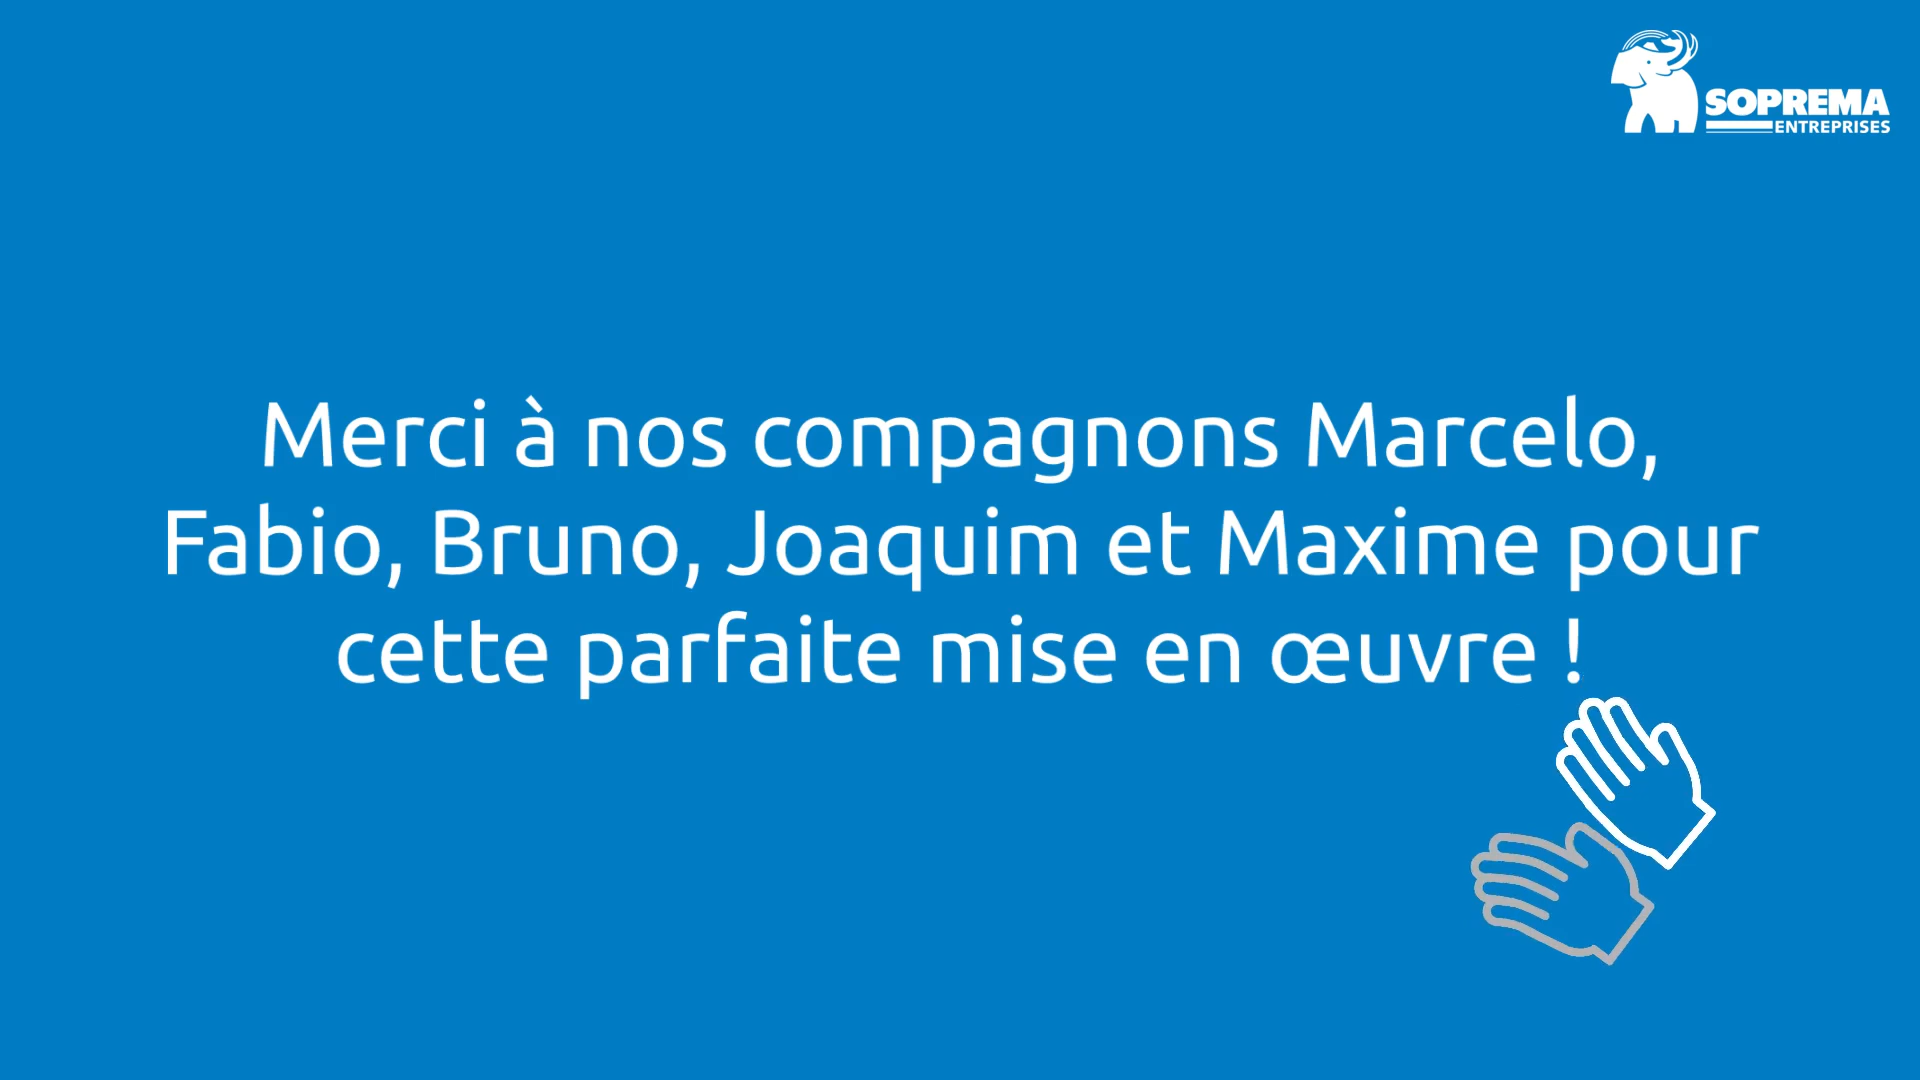 SOPREMA
ENTREPRISES
Merci à nos compagnons Marcelo,
Fabio, Bruno, Joaquim et Maxime pour
cette parfaite mise en œuvre !